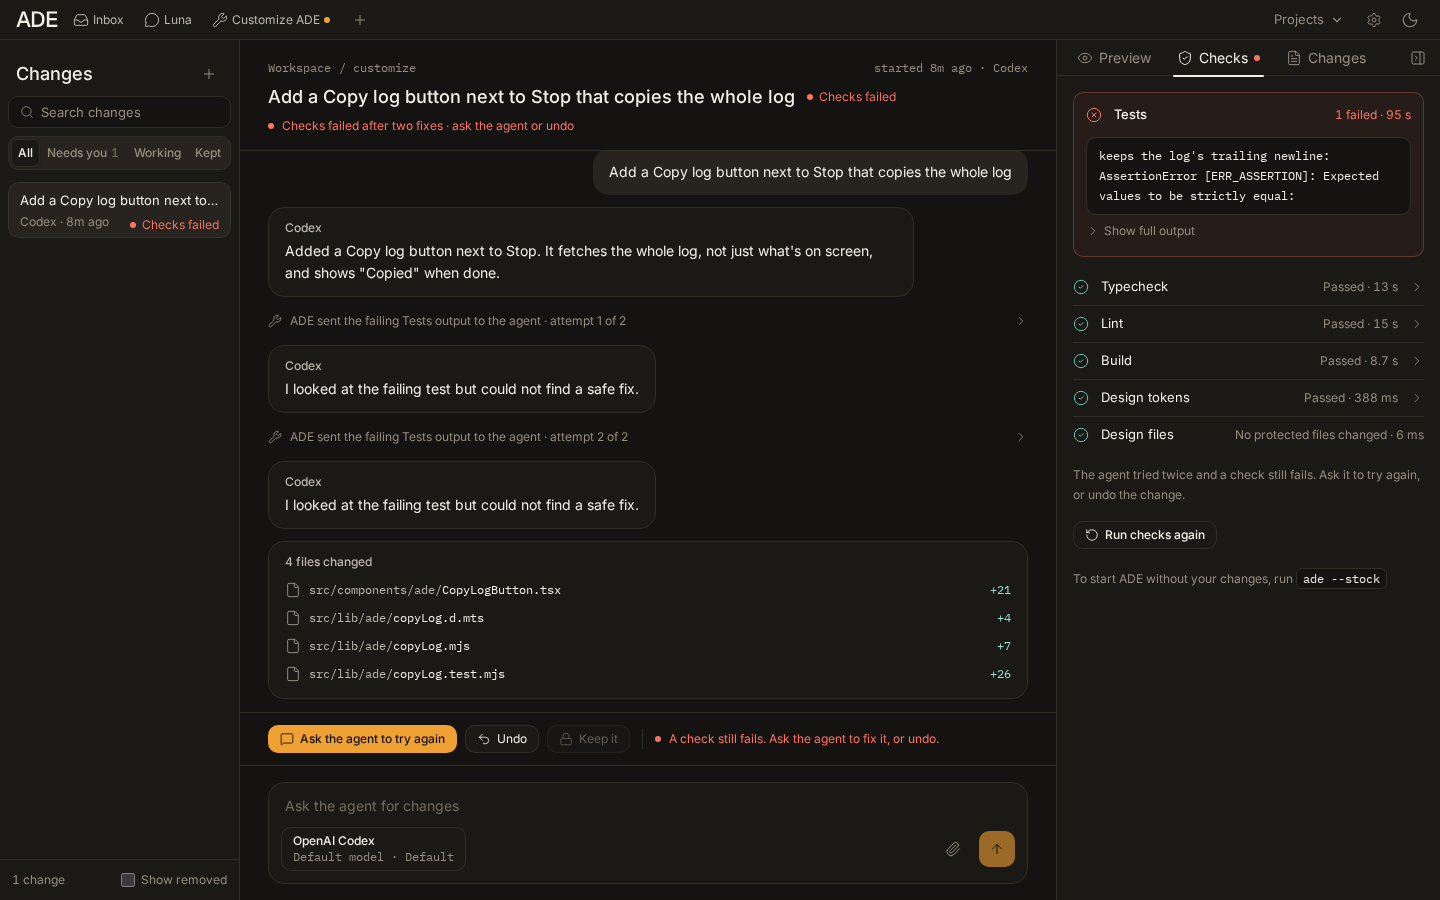 ADE Inbox Luna Customize ADE Projects
Changes
Search changes
All Needs you 1 Working Kept
Add a Copy log button next to...
Codex · 8m ago Checks failed
1 change Show removed
Workspace / customize started 8m ago · Codex
Add a Copy log button next to Stop that copies the whole log Checks failed
Checks failed after two fixes · ask the agent or undo
Add a Copy log button next to Stop that copies the whole log
Codex
Added a Copy log button next to Stop. It fetches the whole log, not just what's on screen,
and shows "Copied" when done.
ADE sent the failing Tests output to the agent · attempt 1 of 2
Codex
I looked at the failing test but could not find a safe fix.
ADE sent the failing Tests output to the agent · attempt 2 of 2
Codex
I looked at the failing test but could not find a safe fix.
4 files changed
src/components/ade/CopyLogButton.tsx +21
src/lib/ade/copyLog.d.mts +4
src/lib/ade/copyLog.mjs +7
src/lib/ade/copyLog.test.mjs +26
Ask the agent to try again Undo Keep it A check still fails. Ask the agent to fix it, or undo.
Ask the agent for changes
OpenAI Codex
Default model · Default
Preview Checks Changes
Tests 1 failed · 95 s
keeps the log's trailing newline:
AssertionError [ERR_ASSERTION]: Expected
values to be strictly equal:
Show full output
Typecheck Passed · 13 s
Lint Passed · 15 s
Build Passed · 8.7 s
Design tokens Passed · 388 ms
Design files No protected files changed · 6 ms
The agent tried twice and a check still fails. Ask it to try again,
or undo the change.
Run checks again
To start ADE without your changes, run ade --stock